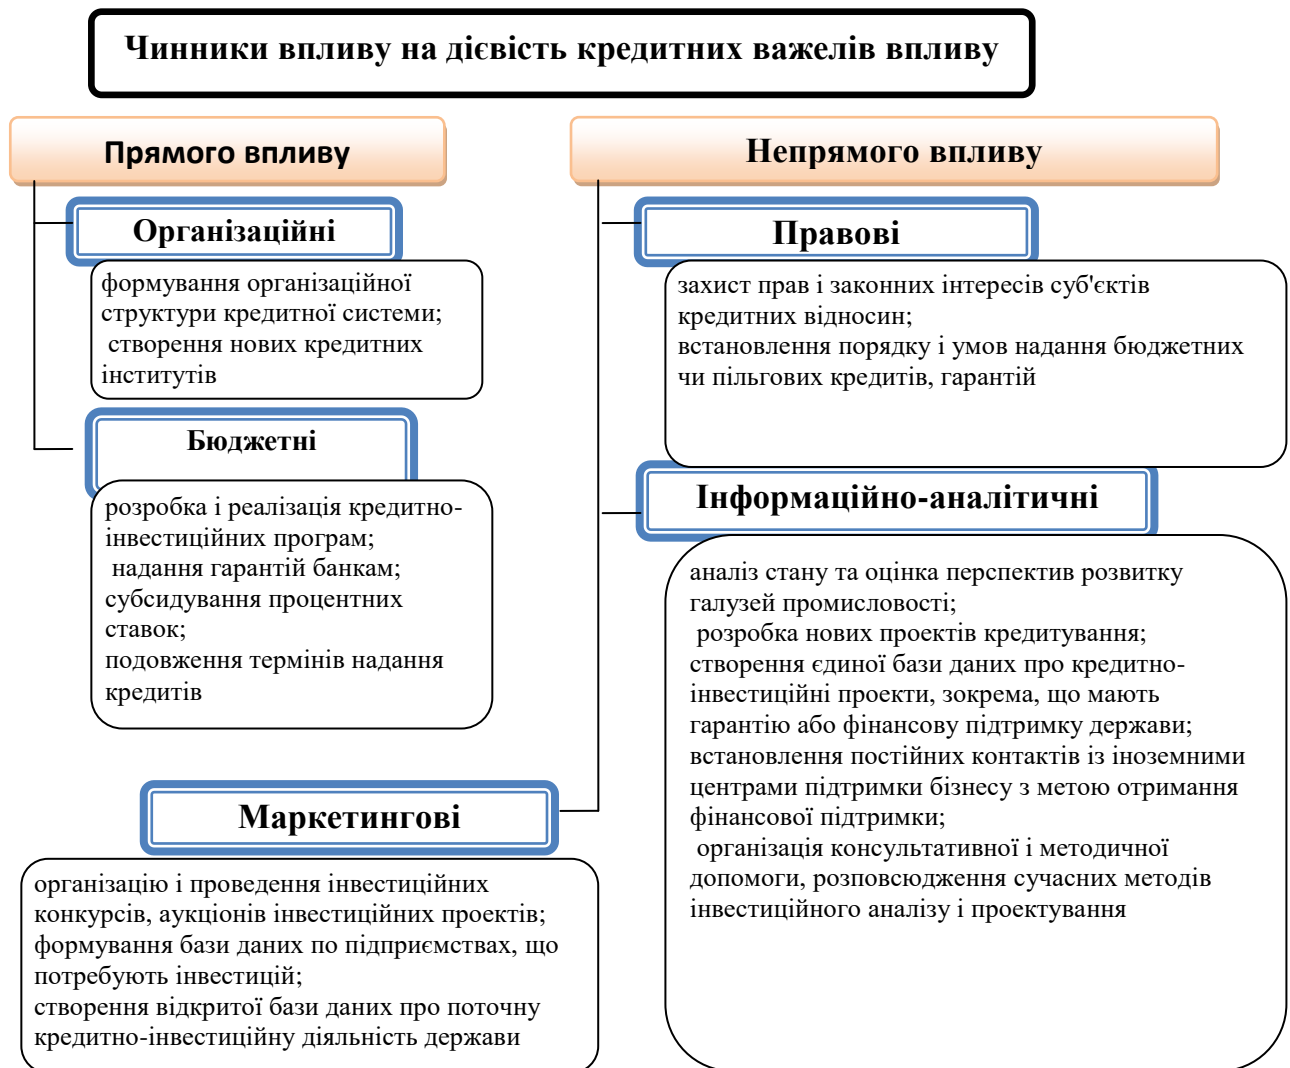 Чинники впливу на дієвість кредитних важелів впливу
Прямого впливу
Організаційні
формування організаційної
структури кредитної системи;
створення нових кредитних
інститутів
Бюджетні
розробка і реалізація кредитно-
інвестиційних програм;
надання гарантій банкам;
субсидування процентних
ставок;
подовження термінів надання
кредитів
Непрямого впливу
Правові
захист прав і законних інтересів суб'єктів
кредитних відносин;
встановлення порядку і умов надання бюджетних
чи пільгових кредитів, гарантій
Інформаційно-аналітичні
аналіз стану та оцінка перспектив розвитку
галузей промисловості;
розробка нових проектів кредитування;
створення єдиної бази даних про кредитно-
інвестиційні проекти, зокрема, що мають
гарантію або фінансову підтримку держави;
встановлення постійних контактів із іноземними
центрами підтримки бізнесу з метою отримання
фінансової підтримки;
організація консультативної і методичної
допомоги, розповсюдження сучасних методів
інвестиційного аналізу і проектування
Маркетингові
організацію і проведення інвестиційних
конкурсів, аукціонів інвестиційних проектів;
формування бази даних по підприємствах, що
потребують інвестицій;
створення відкритої бази даних про поточну
кредитно-інвестиційну діяльність держави